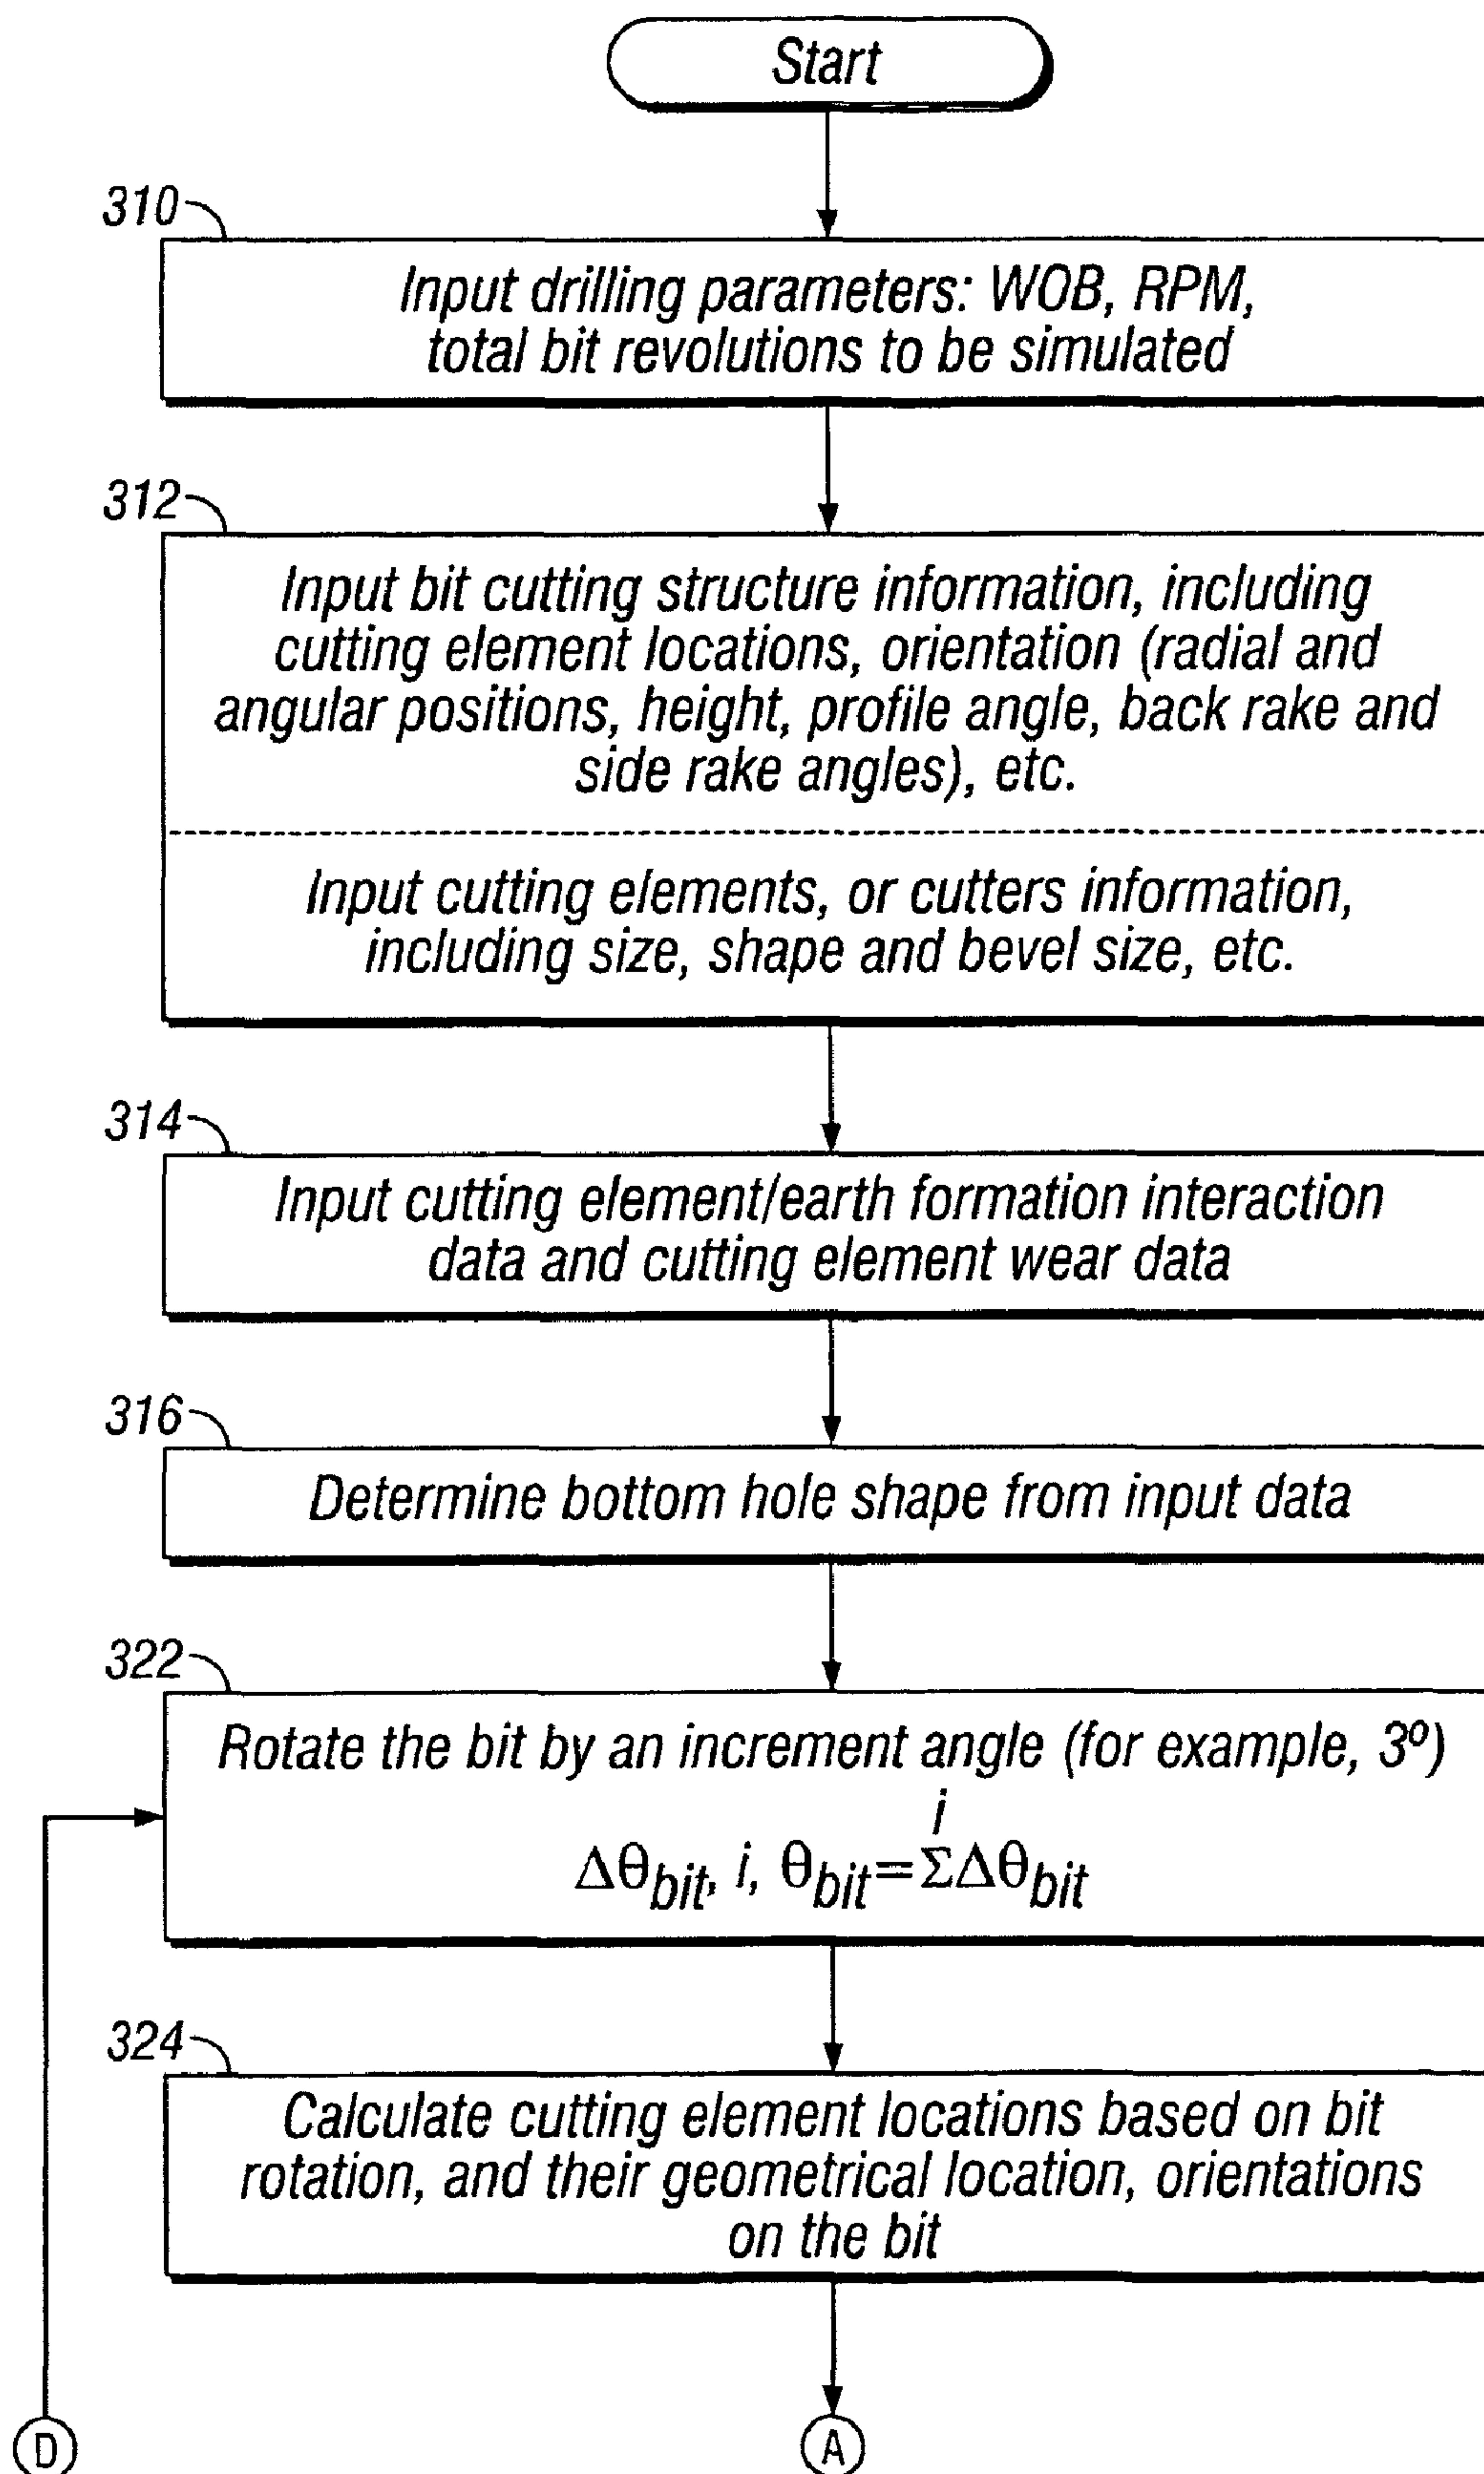 Start
310
Input drilling parameters: WOB, RPM,
total bit revolutions to be simulated
312
Input bit cutting structure information, including
cutting element locations, orientation (radial and
angular positions, height, profile angle, back rake and
side rake angles), etc.
Input cutting elements, or cutters information,
including size, shape and bevel size, etc.
314
Input cutting element/earth formation interaction
data and cutting element wear data
316
Determine bottom hole shape from input data
322
Rotate the bit by an increment angle (for example, 3º)
i
Δθbit, i, θbit=ΣΔθbit
324
Calculate cutting element locations based on bit
rotation, and their geometrical location, orientations
on the bit
D
A